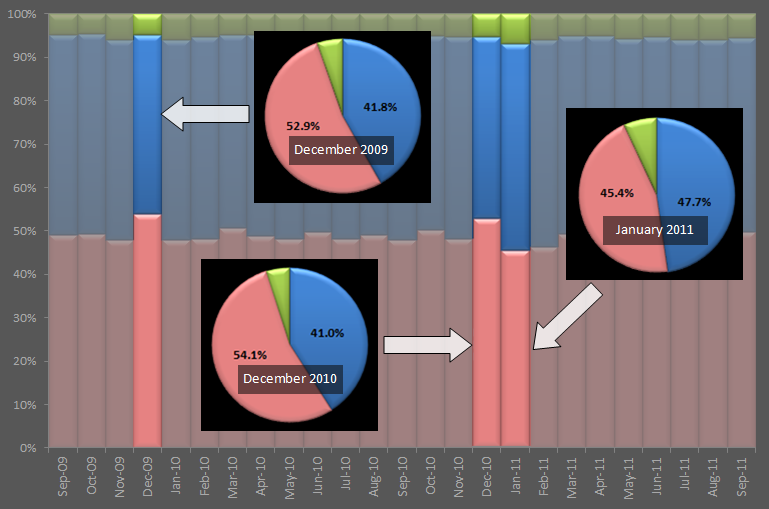 100%
90%
80%
70%
60%
50%
40%
30%
20%
10%
0%
52.9%
41.8%
December 2009
45.4%
47.7%
January 2011
54.1%
41.0%
December 2010
Sep-09
Oct-09
Nov-09
Dec-09
Jan-10
Feb-10
Mar-10
Apr-10
May-10
Jun-10
Jul-10
Aug-10
Sep-10
Oct-10
Nov-10
Dec-10
Jan-11
Feb-11
Mar-11
Apr-11
May-11
Jun-11
Jul-11
Aug-11
Sep-11